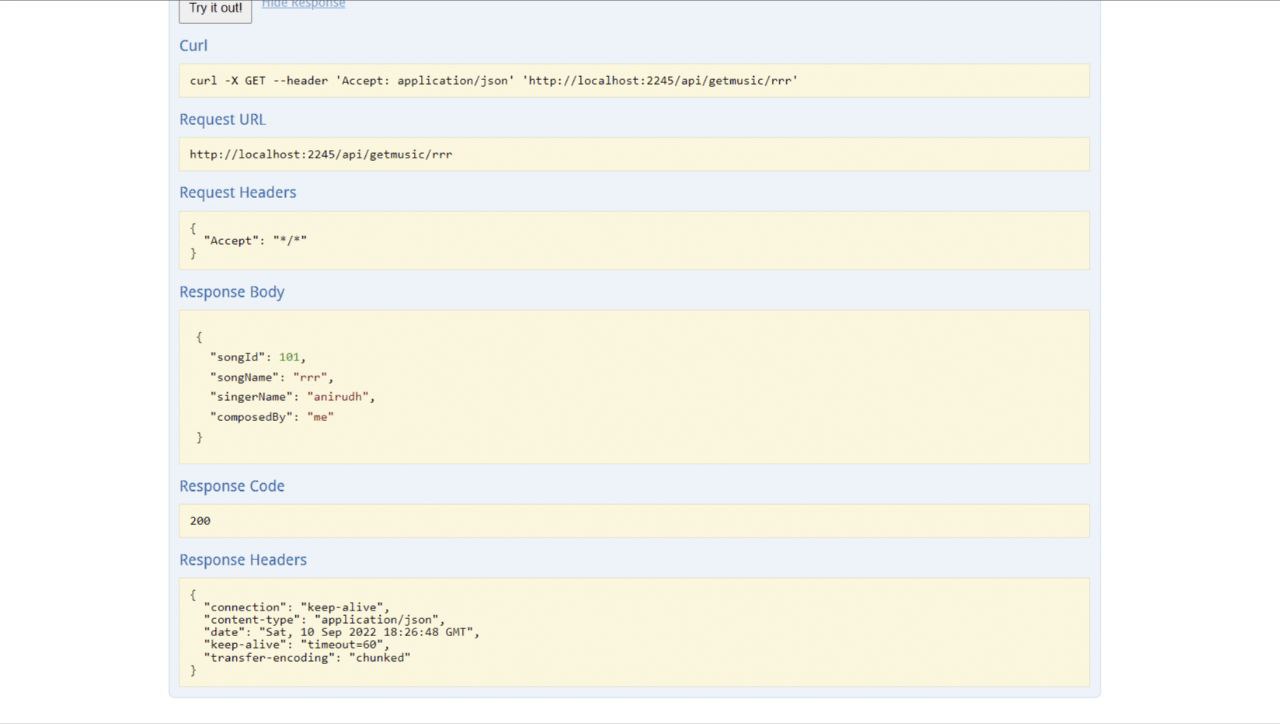 Try it out! Hide Response
Curl
curl -X GET --header 'Accept: application/json' 'http://localhost:2245/api/getmusic/rrr'
Request URL
http://localhost:2245/api/getmusic/rrr
Request Headers
{
  "Accept": "*/*"
}
Response Body
{
  "songId": 101,
  "songName": "rrr",
  "singerName": "anirudh",
  "composedBy": "me"
}
Response Code
200
Response Headers
{
  "connection": "keep-alive",
  "content-type": "application/json",
  "date": "Sat, 10 Sep 2022 18:26:48 GMT",
  "keep-alive": "timeout=60",
  "transfer-encoding": "chunked"
}